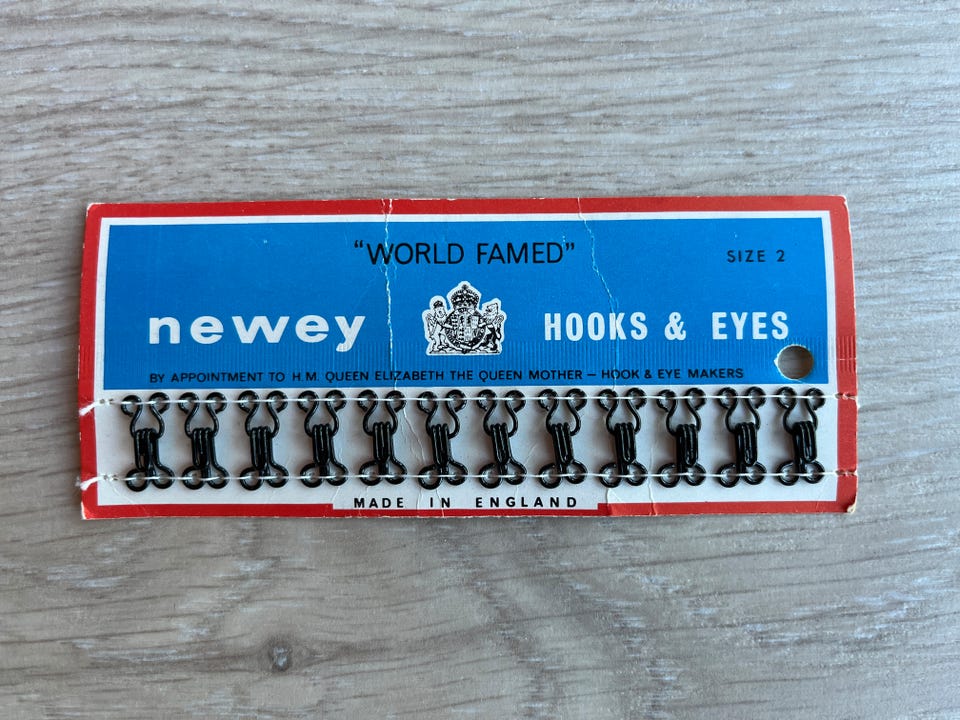 “WORLD FAMED”
SIZE 2
newey
HOOKS & EYES
BY APPOINTMENT TO H.M. QUEEN ELIZABETH THE QUEEN MOTHER – HOOK & EYE MAKERS
MADE IN ENGLAND